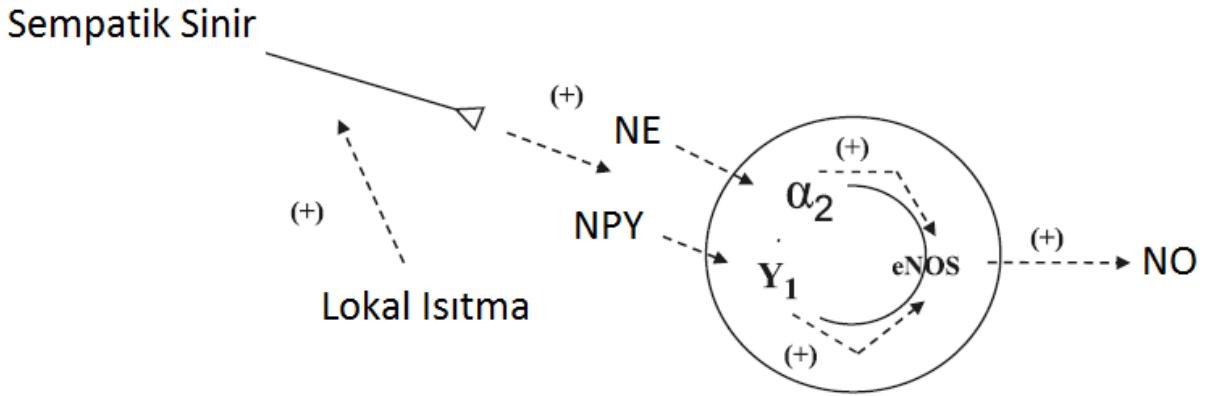 Sempatik Sinir
(+)
NE
(+)
α2
(+)
NPY
(+)
eNOS
NO
Y1
Lokal Isıtma
(+)